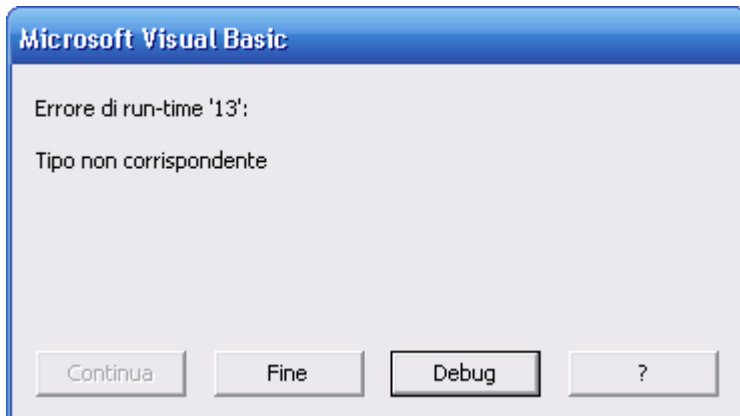 Microsoft Visual Basic
Errore di run-time '13':
Tipo non corrispondente
Continua Fine Debug ?